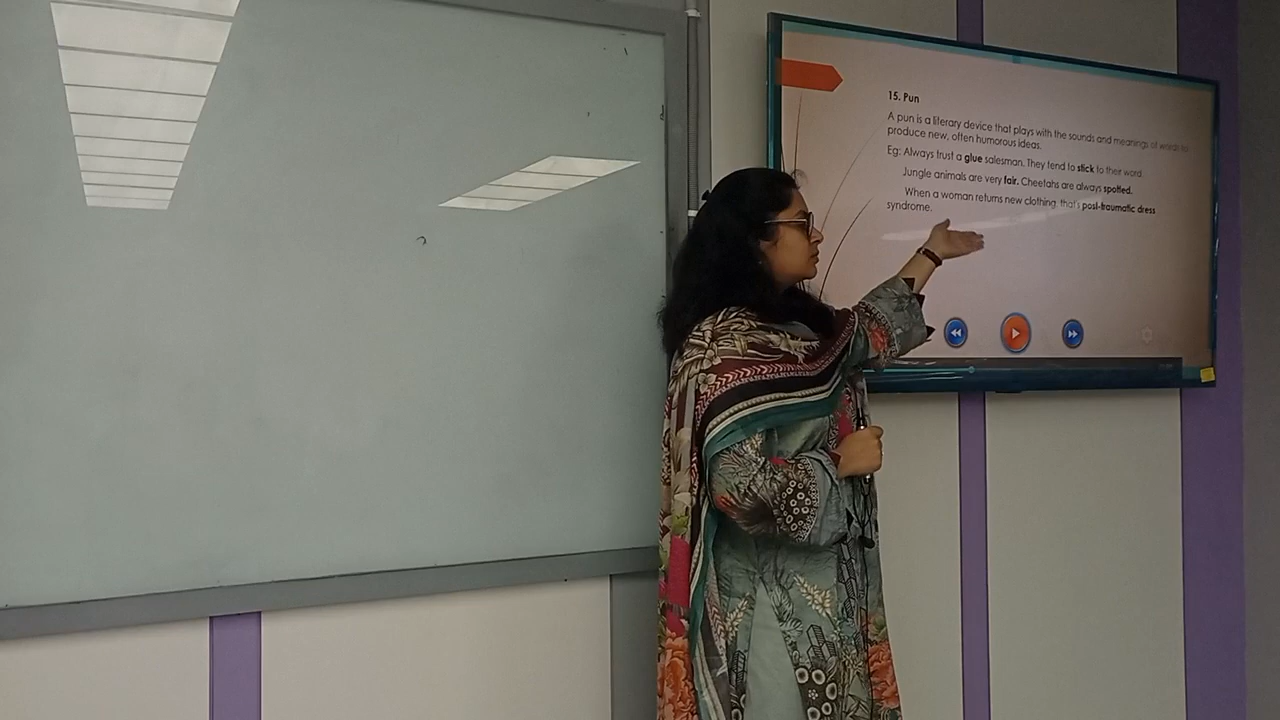 15. Pun
A pun is a literary device that plays with the sounds and meanings of words to
produce new, often humorous ideas.
Eg: Always trust a glue salesman. They tend to stick to their word.
Jungle animals are very fair. Cheetahs are always spotted.
When a woman returns new clothing, that's post-traumatic dress
syndrome.